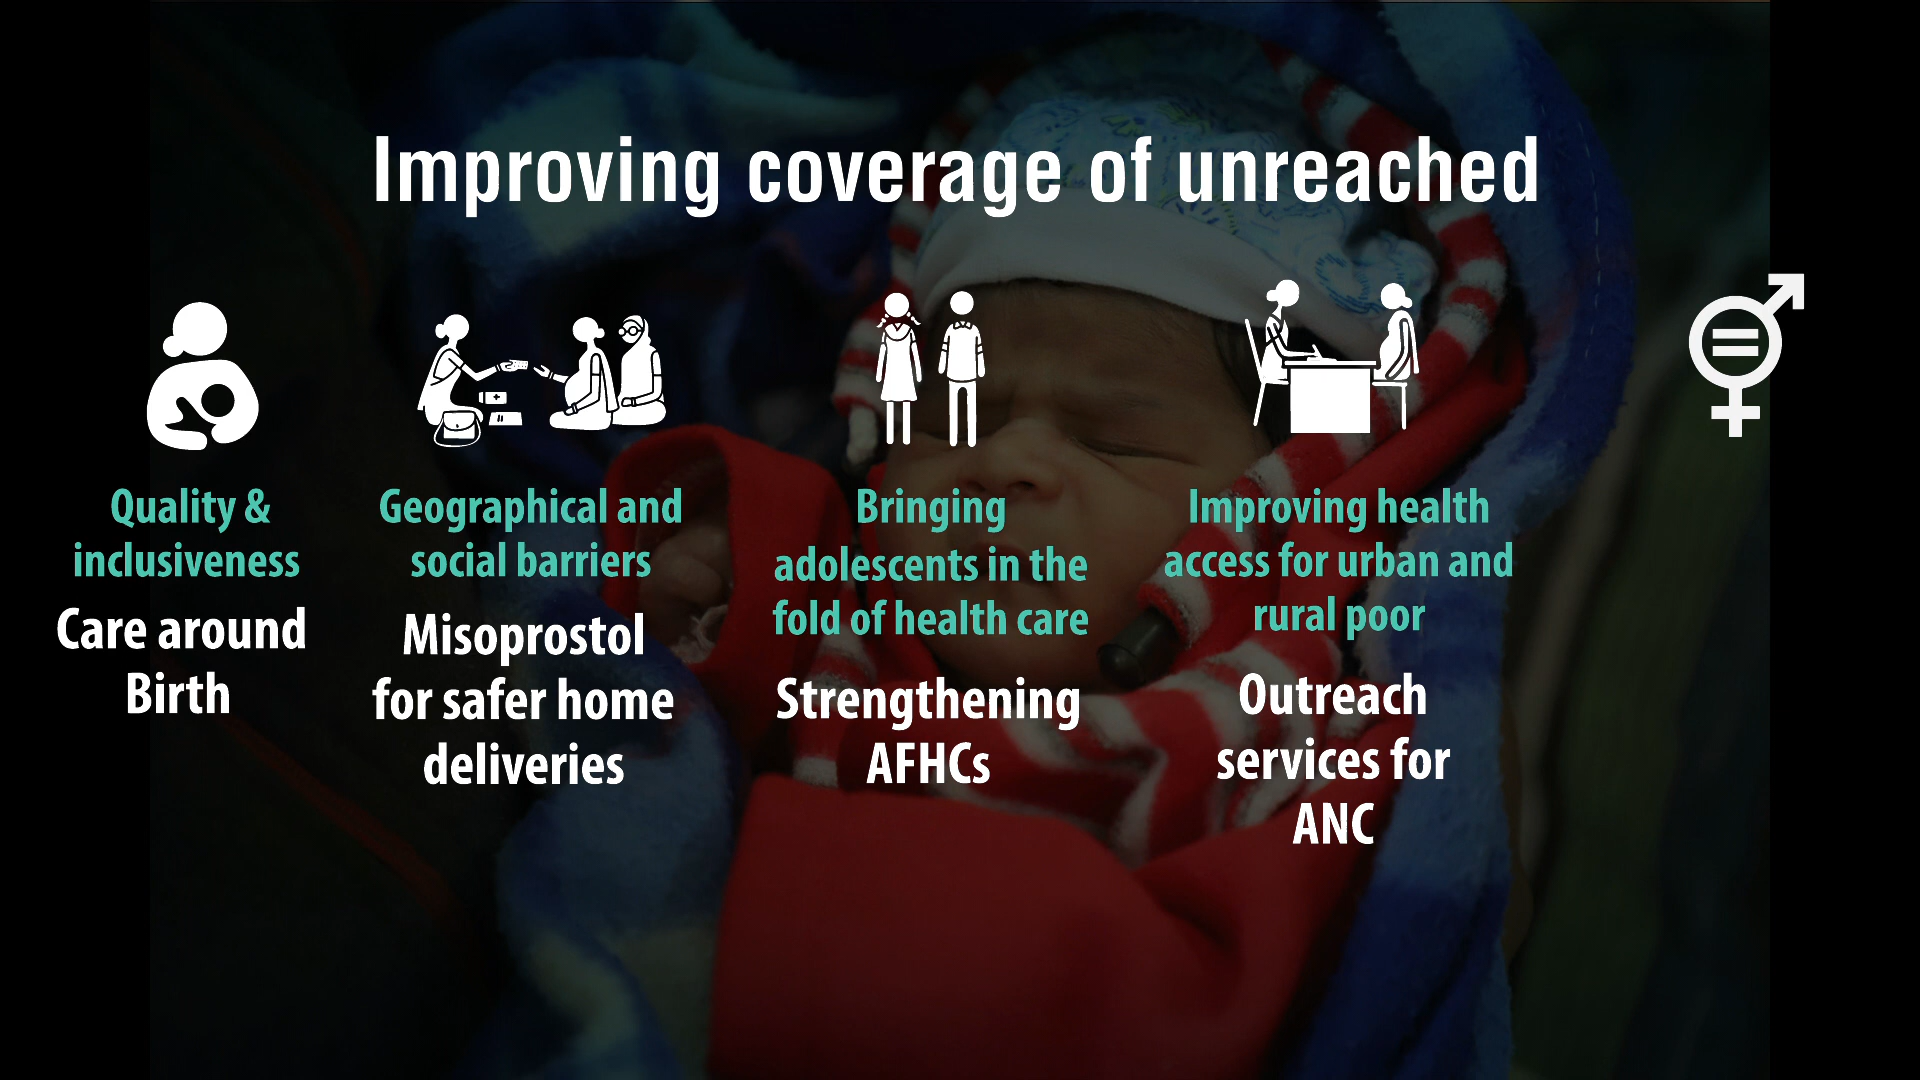 Improving coverage of unreached
Quality &
inclusiveness
Care around
Birth
Geographical and
social barriers
Misoprostol
for safer home
deliveries
Bringing
adolescents in the
fold of health care
Strengthening
AFHCs
Improving health
access for urban and
rural poor
Outreach
services for
ANC